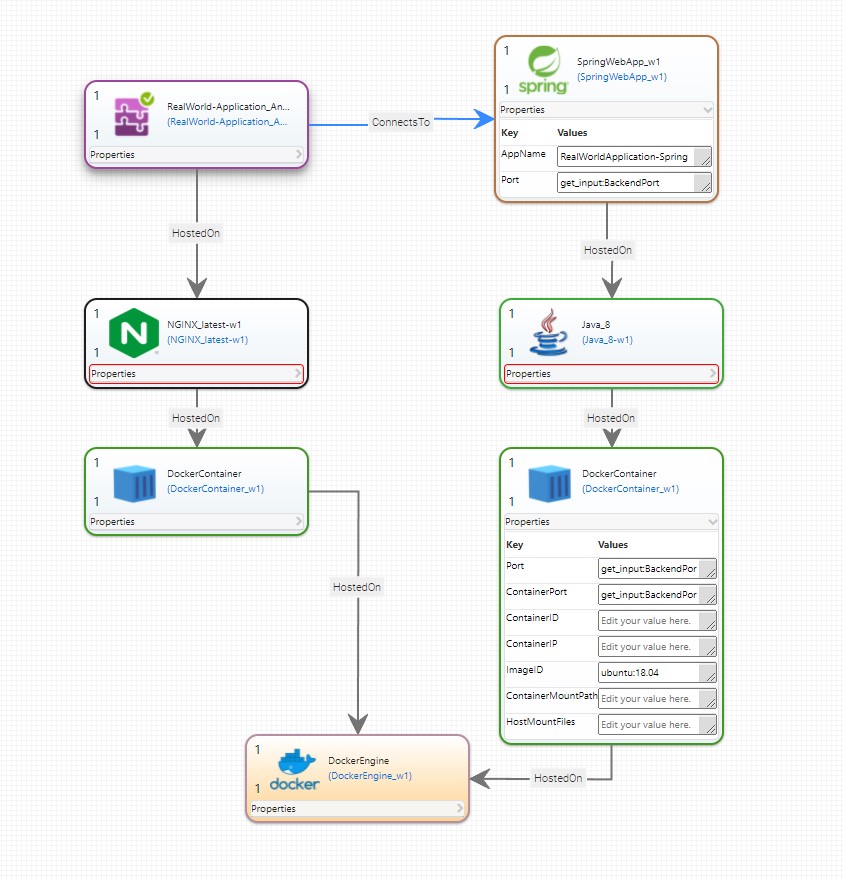 1
RealWorld-Application_An...
(RealWorld-Application_A...
1
Properties
ConnectsTo
1
spring
1
SpringWebApp_w1
(SpringWebApp_w1)
Properties
Key Values
AppName RealWorldApplication-Spring
Port get_input:BackendPort
HostedOn
HostedOn
1
N
NGINX_latest-w1
(NGINX_latest-w1)
1
Properties
1
Java_8
(Java_8-w1)
1
Properties
HostedOn
HostedOn
1
DockerContainer
(DockerContainer_w1)
1
Properties
1
DockerContainer
(DockerContainer_w1)
1
Properties
Key Values
Port get_input:BackendPor
ContainerPort get_input:BackendPor
ContainerID Edit your value here.
ContainerIP Edit your value here.
ImageID ubuntu:18.04
ContainerMountPath Edit your value here.
HostMountFiles Edit your value here.
HostedOn
1
docker
1
DockerEngine
(DockerEngine_w1)
Properties
HostedOn